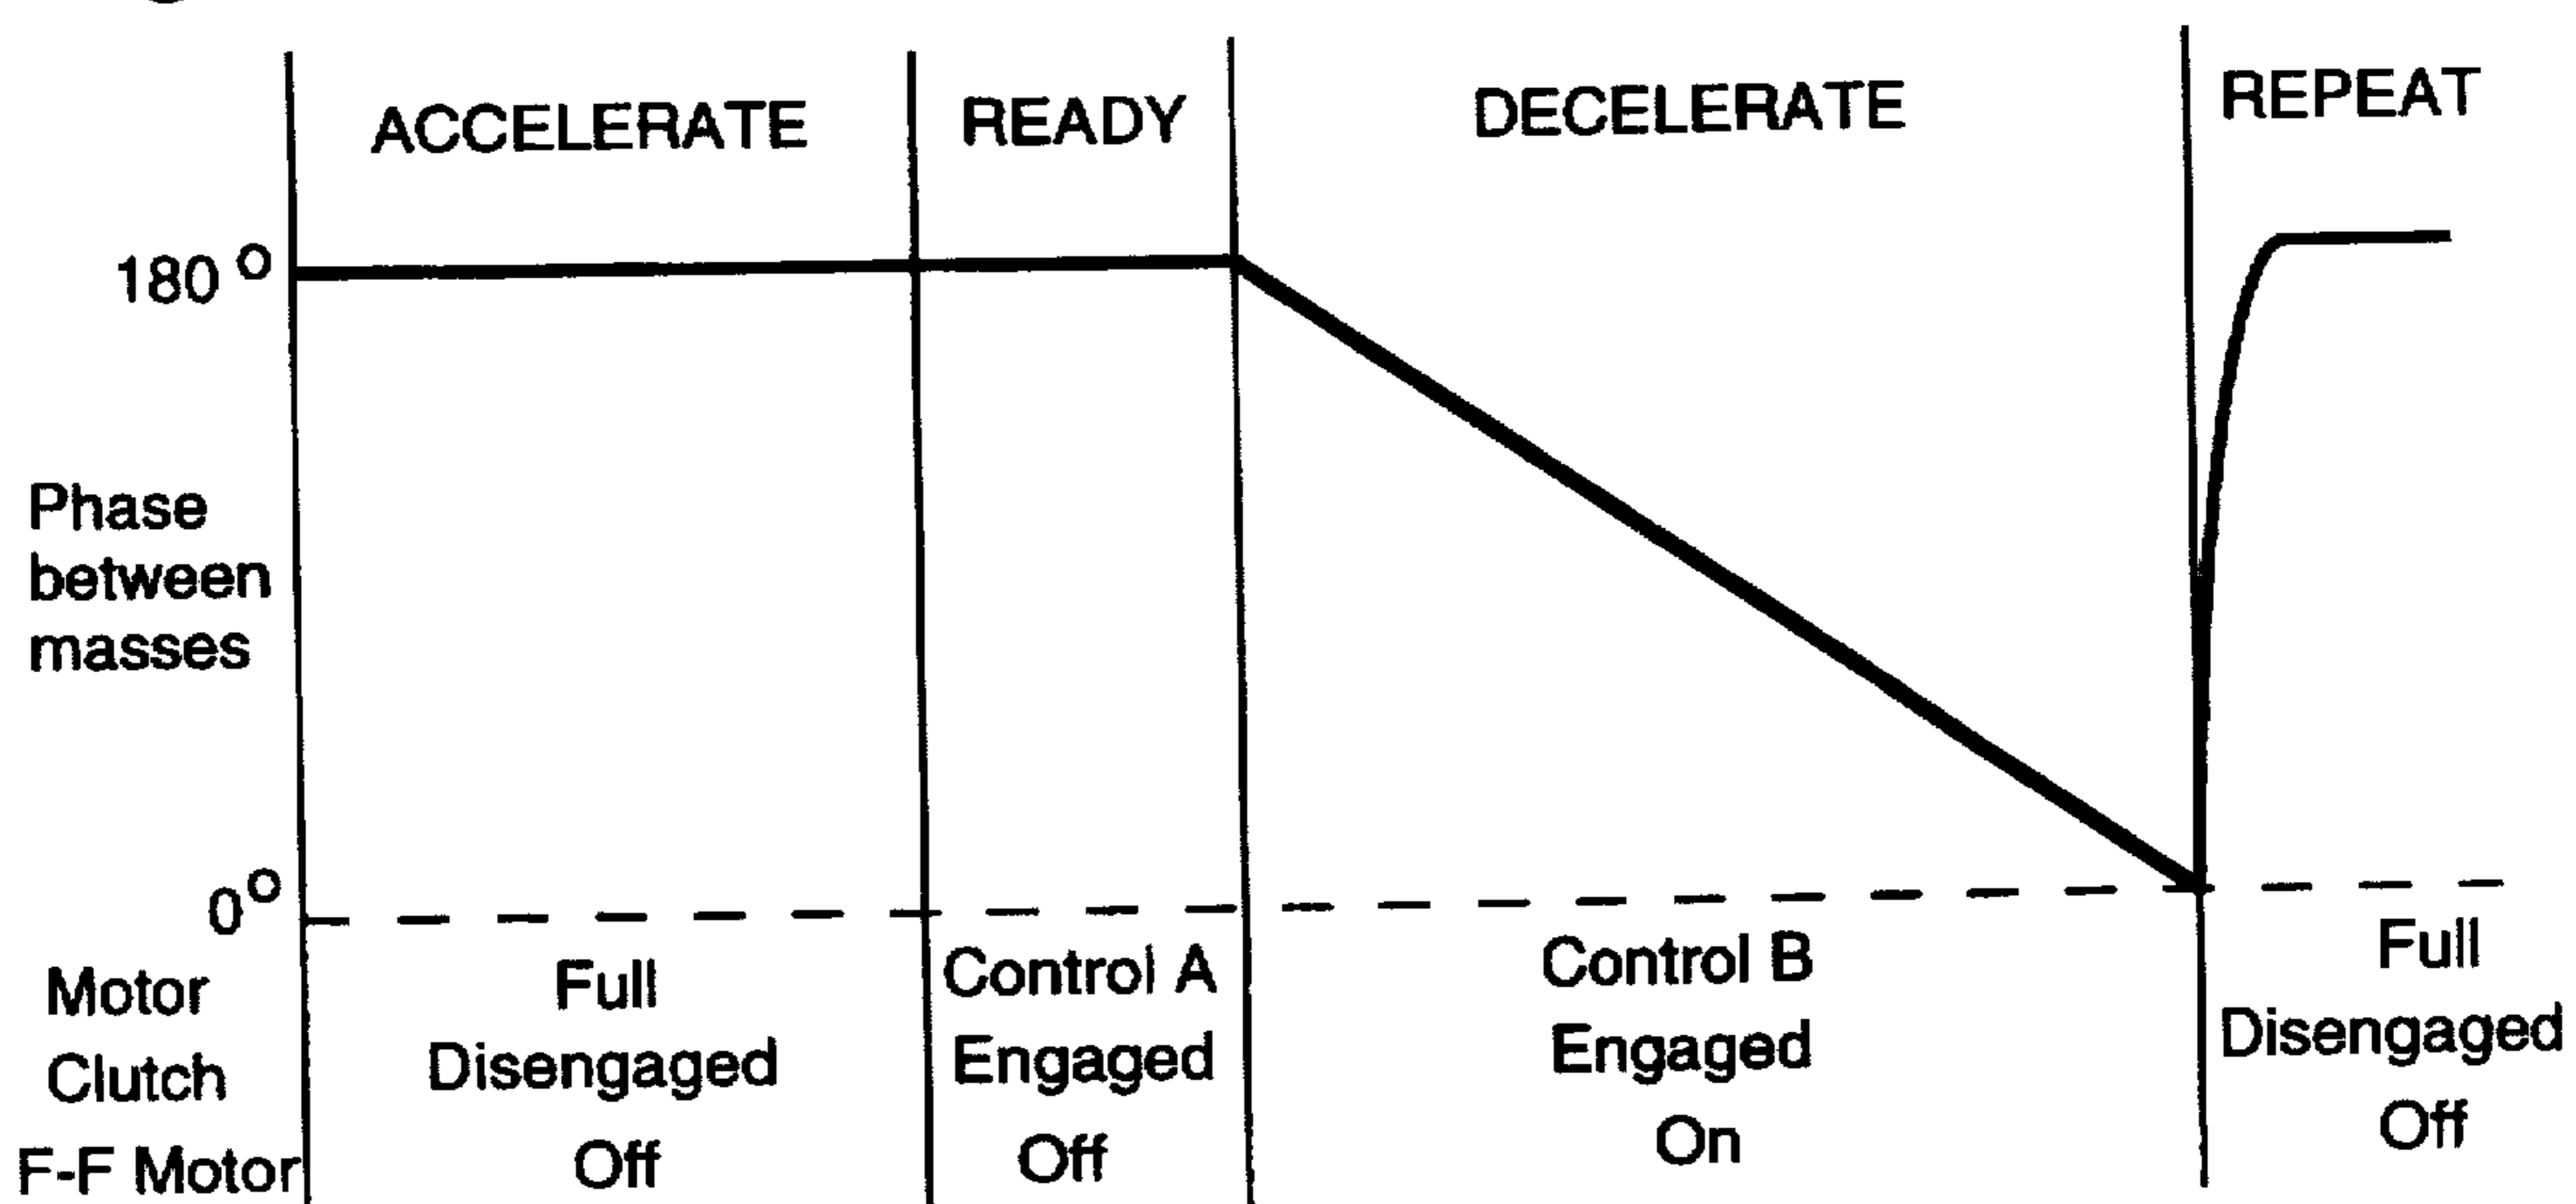 ACCELERATE READY DECELERATE REPEAT
180°
Phase
between
masses
0°
Motor Full Control A Control B Full
Clutch Disengaged Engaged Engaged Disengaged
F-F Motor Off Off On Off